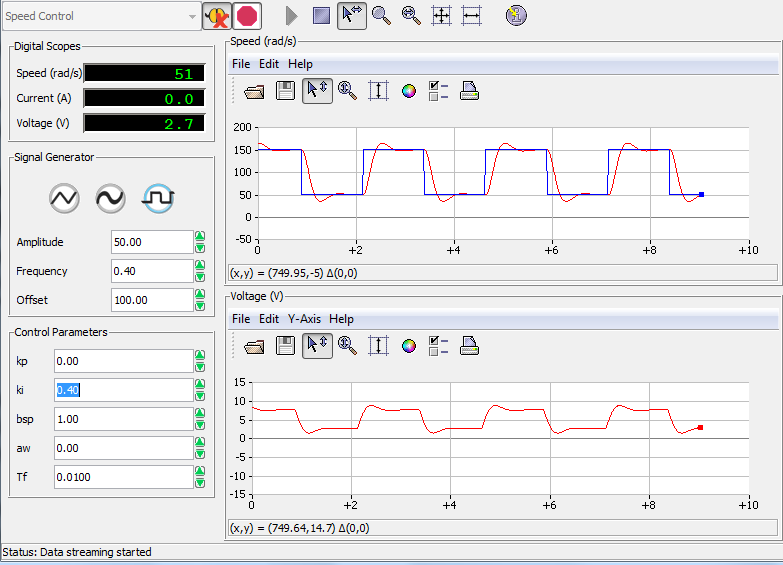 Speed Control
Digital Scopes
Speed (rad/s) 51
Current (A) 0.0
Voltage (V) 2.7
Signal Generator
Amplitude 50.00
Frequency 0.40
Offset 100.00
Control Parameters
kp 0.00
ki 0.40
bsp 1.00
aw 0.00
Tf 0.0100
Speed (rad/s)
File Edit Help
200
150
100
50
0
-50
0 +2 +4 +6 +8 +10
(x,y) = (749.95,-5) Δ(0,0)
Voltage (V)
File Edit Y-Axis Help
15
10
5
0
-5
-10
-15
0 +2 +4 +6 +8 +10
(x,y) = (749.64,14.7) Δ(0,0)
Status: Data streaming started